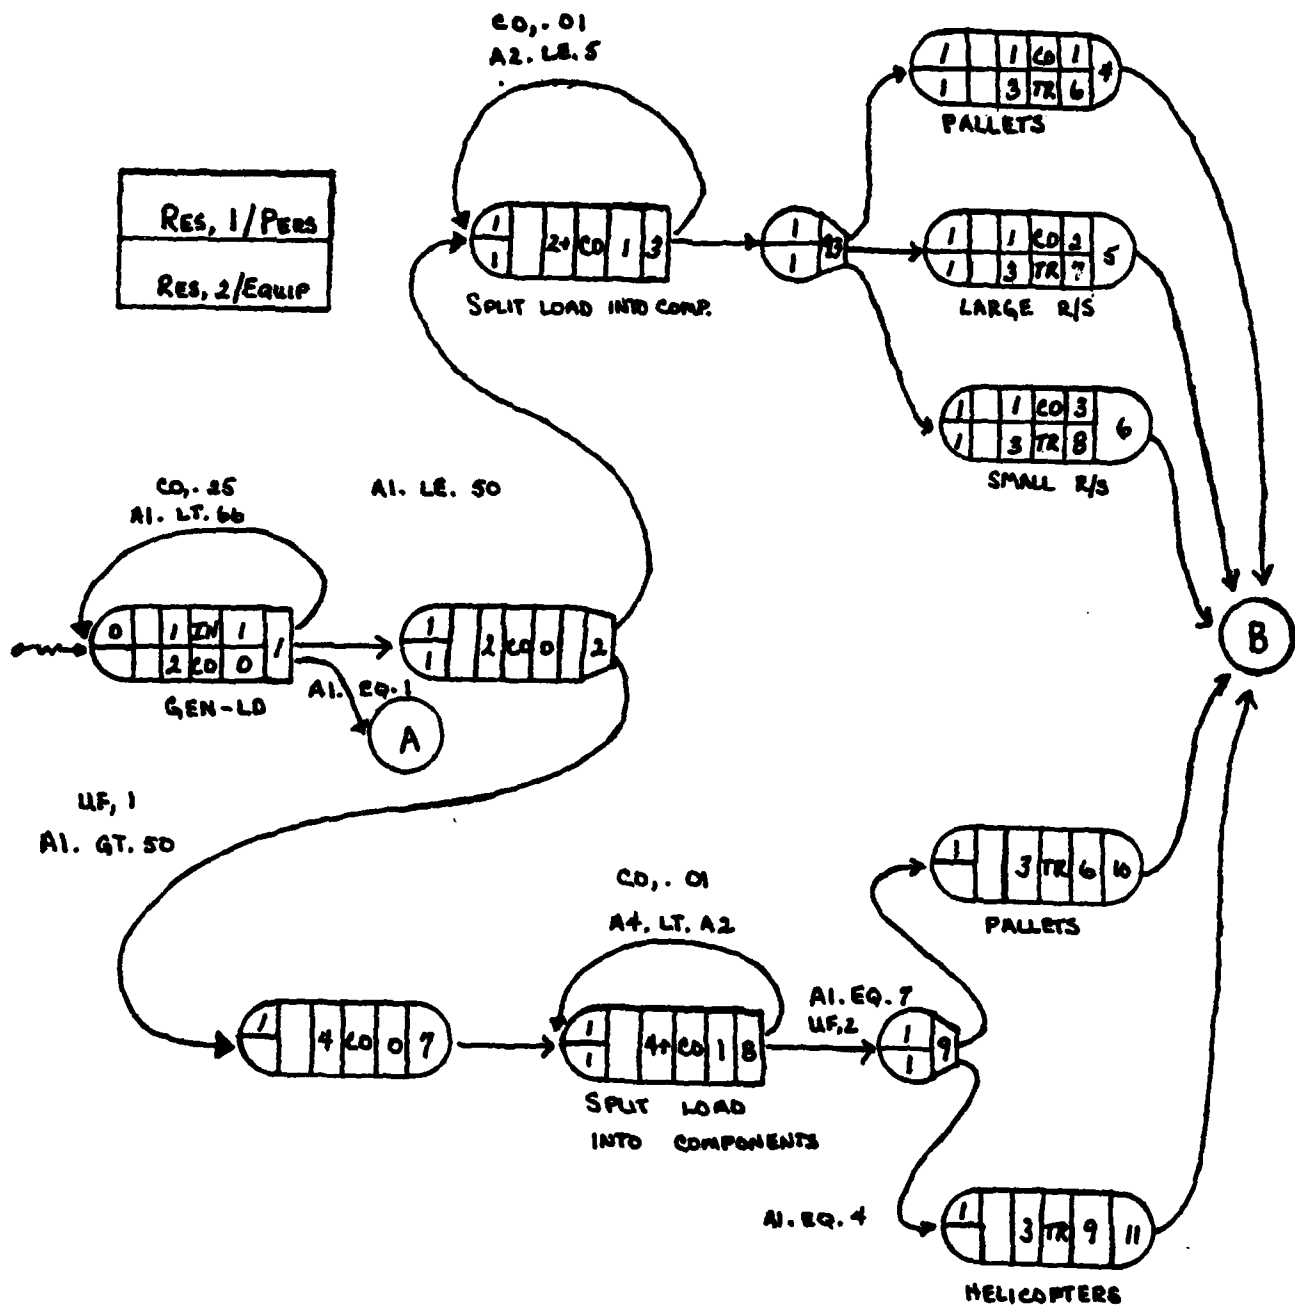 CO,.01
A2. LE. 5
1 1 CO 1 4
1 3 TR 6
PALLETS
RES, 1/PERS
RES, 2/EQUIP
1 2+ CO 1 3
1
SPLIT LOAD INTO COMP.
1
1
1 1 CO 2 5
1 3 TR 7
LARGE R/S
1 1 CO 3 6
1 3 TR 8
SMALL R/S
CO,.25
A1. LT. 66
A1. LE. 50
0 1 IN 1 1
2 CO 0
GEN-LD
1 2 CO 0 2
1
A1. EQ. 1
A
B
UF, 1
A1. GT. 50
CO,.01
A4. LT. A2
1 3 TR 6 10
PALLETS
1 4 CO 0 7
1 4+ CO 1 8
1
SPLIT LOAD
INTO COMPONENTS
A1. EQ. 7
UF,2
1 9
1
A1. EQ. 4
1 3 TR 9 11
HELICOPTERS